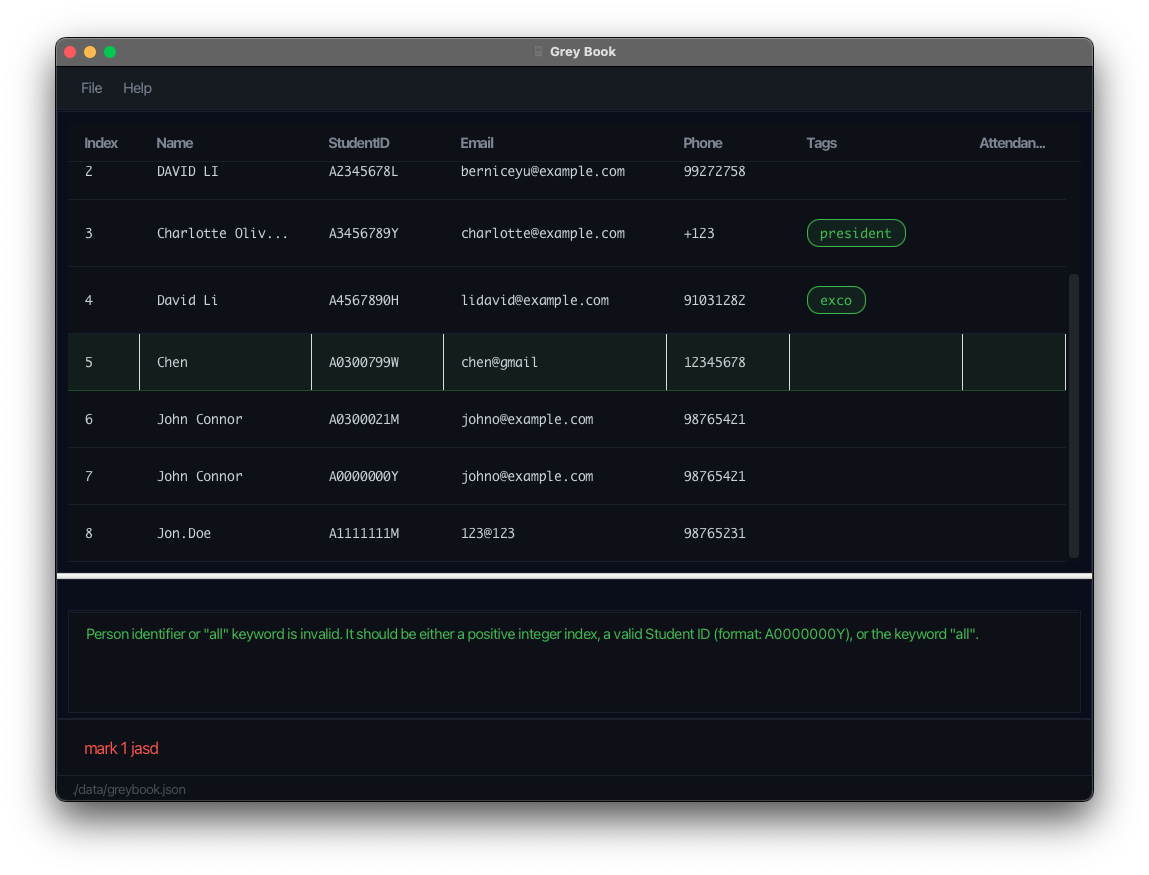 Grey Book
File Help
Index Name StudentID Email Phone Tags Attendan...
2 DAVID LI A2345678L berniceyu@example.com 99272758
3 Charlotte Oliv... A3456789Y charlotte@example.com +123 president
4 David Li A4567890H lidavid@example.com 91031282 exco
5 Chen A0300799W chen@gmail 12345678
6 John Connor A0300021M johno@example.com 98765421
7 John Connor A0000000Y johno@example.com 98765421
8 Jon.Doe A1111111M 123@123 98765231
Person identifier or "all" keyword is invalid. It should be either a positive integer index, a valid Student ID (format: A0000000Y), or the keyword "all".
mark 1 jasd
./data/greybook.json